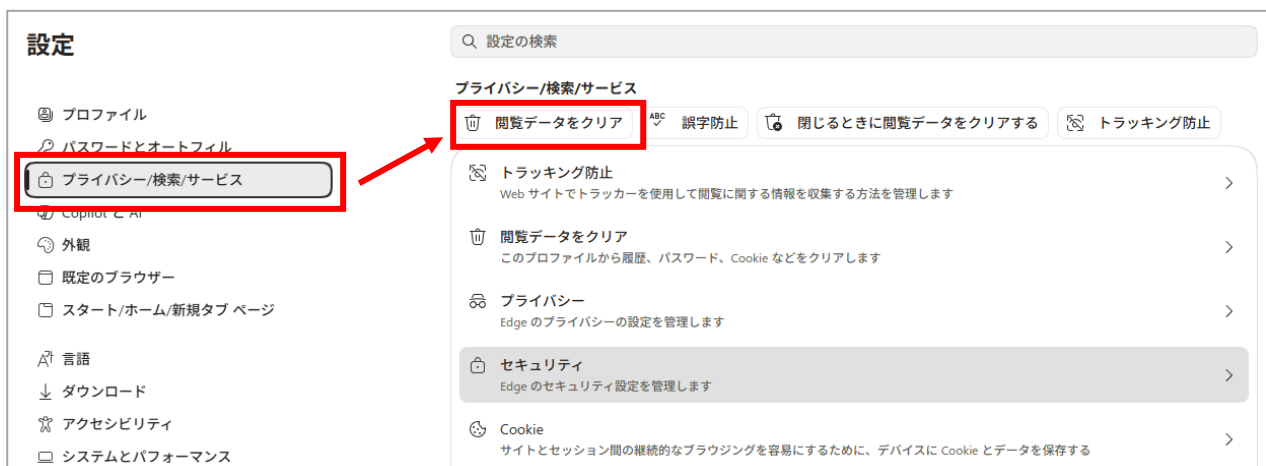 設定
プロファイル
パスワードとオートフィル
プライバシー/検索/サービス
Copilot と AI
外観
既定のブラウザー
スタート/ホーム/新規タブ ページ
言語
ダウンロード
アクセシビリティ
システムとパフォーマンス
設定の検索
プライバシー/検索/サービス
閲覧データをクリア
ABC 誤字防止
閉じるときに閲覧データをクリアする
トラッキング防止
トラッキング防止
Web サイトでトラッカーを使用して閲覧に関する情報を収集する方法を管理します
閲覧データをクリア
このプロファイルから履歴、パスワード、Cookie などをクリアします
プライバシー
Edge のプライバシーの設定を管理します
セキュリティ
Edge のセキュリティ設定を管理します
Cookie
サイトとセッション間の継続的なブラウジングを容易にするために、デバイスに Cookie とデータを保存する